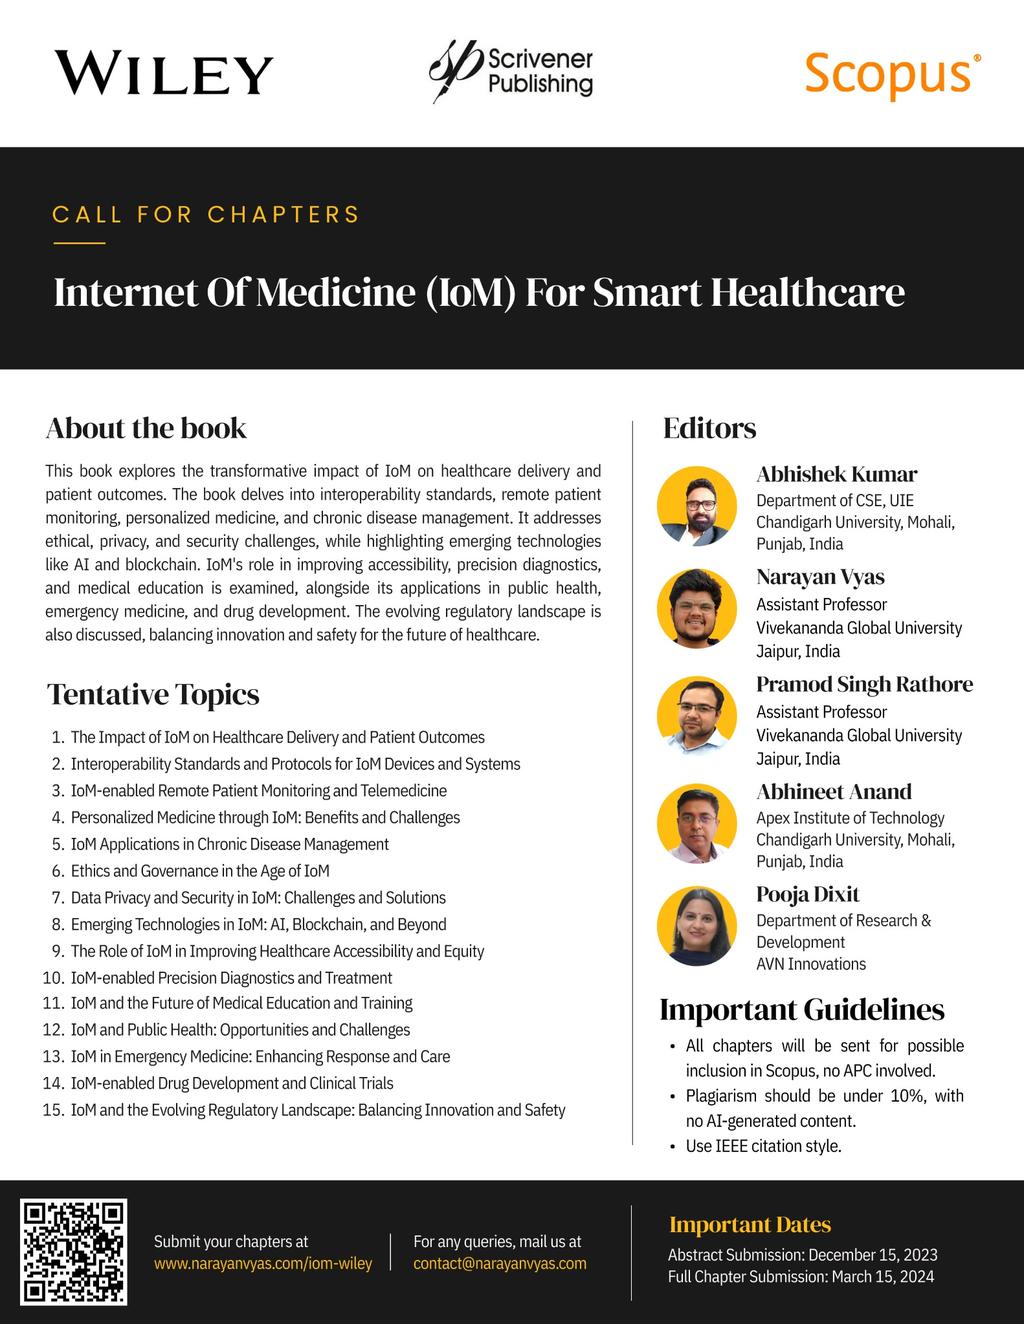 WILEY
Scrivener
Publishing
Scopus®
CALL FOR CHAPTERS
Internet Of Medicine (IoM) For Smart Healthcare
About the book
This book explores the transformative impact of IoM on healthcare delivery and
patient outcomes. The book delves into interoperability standards, remote patient
monitoring, personalized medicine, and chronic disease management. It addresses
ethical, privacy, and security challenges, while highlighting emerging technologies
like AI and blockchain. IoM's role in improving accessibility, precision diagnostics,
and medical education is examined, alongside its applications in public health,
emergency medicine, and drug development. The evolving regulatory landscape is
also discussed, balancing innovation and safety for the future of healthcare.
Tentative Topics
1. The Impact of IoM on Healthcare Delivery and Patient Outcomes
2. Interoperability Standards and Protocols for IoM Devices and Systems
3. IoM-enabled Remote Patient Monitoring and Telemedicine
4. Personalized Medicine through IoM: Benefits and Challenges
5. IoM Applications in Chronic Disease Management
6. Ethics and Governance in the Age of IoM
7. Data Privacy and Security in IoM: Challenges and Solutions
8. Emerging Technologies in IoM: AI, Blockchain, and Beyond
9. The Role of IoM in Improving Healthcare Accessibility and Equity
10. IoM-enabled Precision Diagnostics and Treatment
11. IoM and the Future of Medical Education and Training
12. IoM and Public Health: Opportunities and Challenges
13. IoM in Emergency Medicine: Enhancing Response and Care
14. IoM-enabled Drug Development and Clinical Trials
15. IoM and the Evolving Regulatory Landscape: Balancing Innovation and Safety
Editors
Abhishek Kumar
Department of CSE, UIE
Chandigarh University, Mohali,
Punjab, India
Narayan Vyas
Assistant Professor
Vivekananda Global University
Jaipur, India
Pramod Singh Rathore
Assistant Professor
Vivekananda Global University
Jaipur, India
Abhineet Anand
Apex Institute of Technology
Chandigarh University, Mohali,
Punjab, India
Pooja Dixit
Department of Research &
Development
AVN Innovations
Important Guidelines
• All chapters will be sent for possible
inclusion in Scopus, no APC involved.
• Plagiarism should be under 10%, with
no AI-generated content.
• Use IEEE citation style.
Submit your chapters at
www.narayanvyas.com/iom-wiley
For any queries, mail us at
contact@narayanvyas.com
Important Dates
Abstract Submission: December 15, 2023
Full Chapter Submission: March 15, 2024